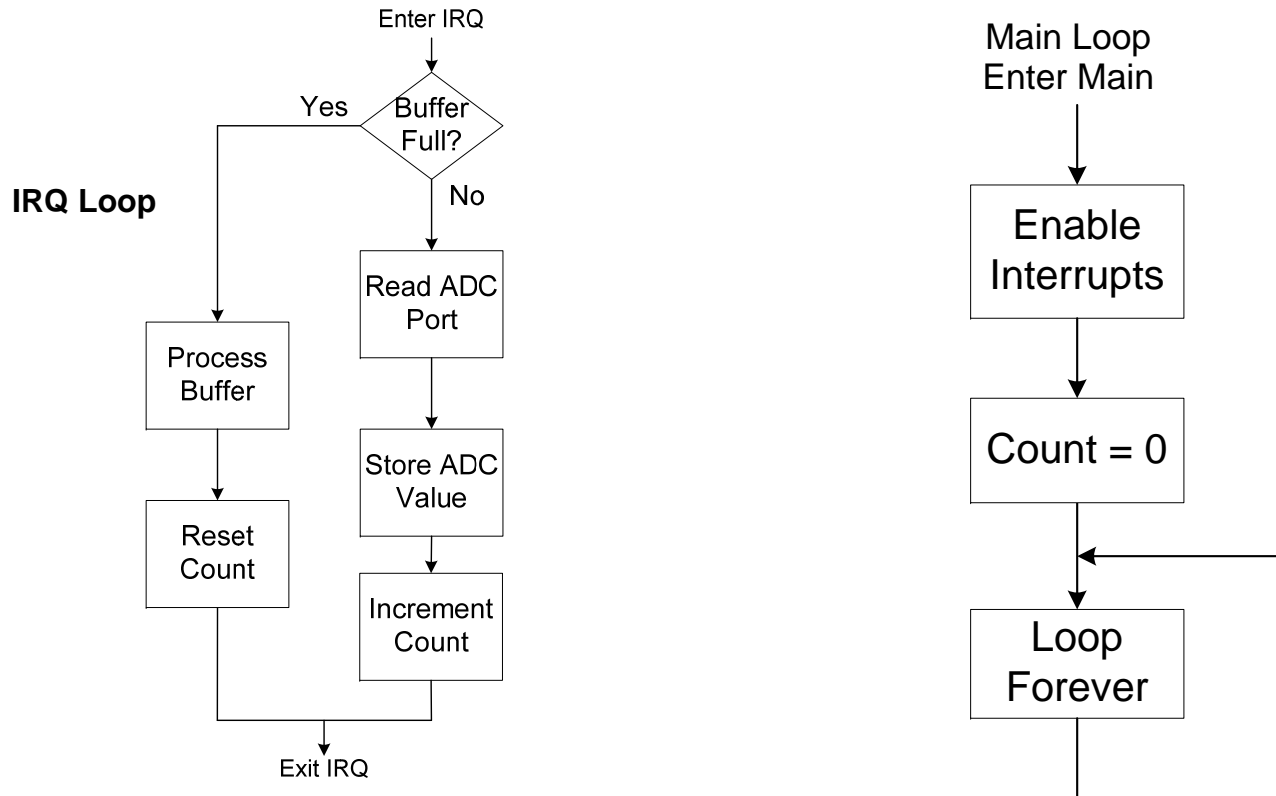 Enter IRQ
Buffer
Full?
Yes
No
IRQ Loop
Read ADC
Port
Process
Buffer
Store ADC
Value
Reset
Count
Increment
Count
Exit IRQ
Main Loop
Enter Main
Enable
Interrupts
Count = 0
Loop
Forever